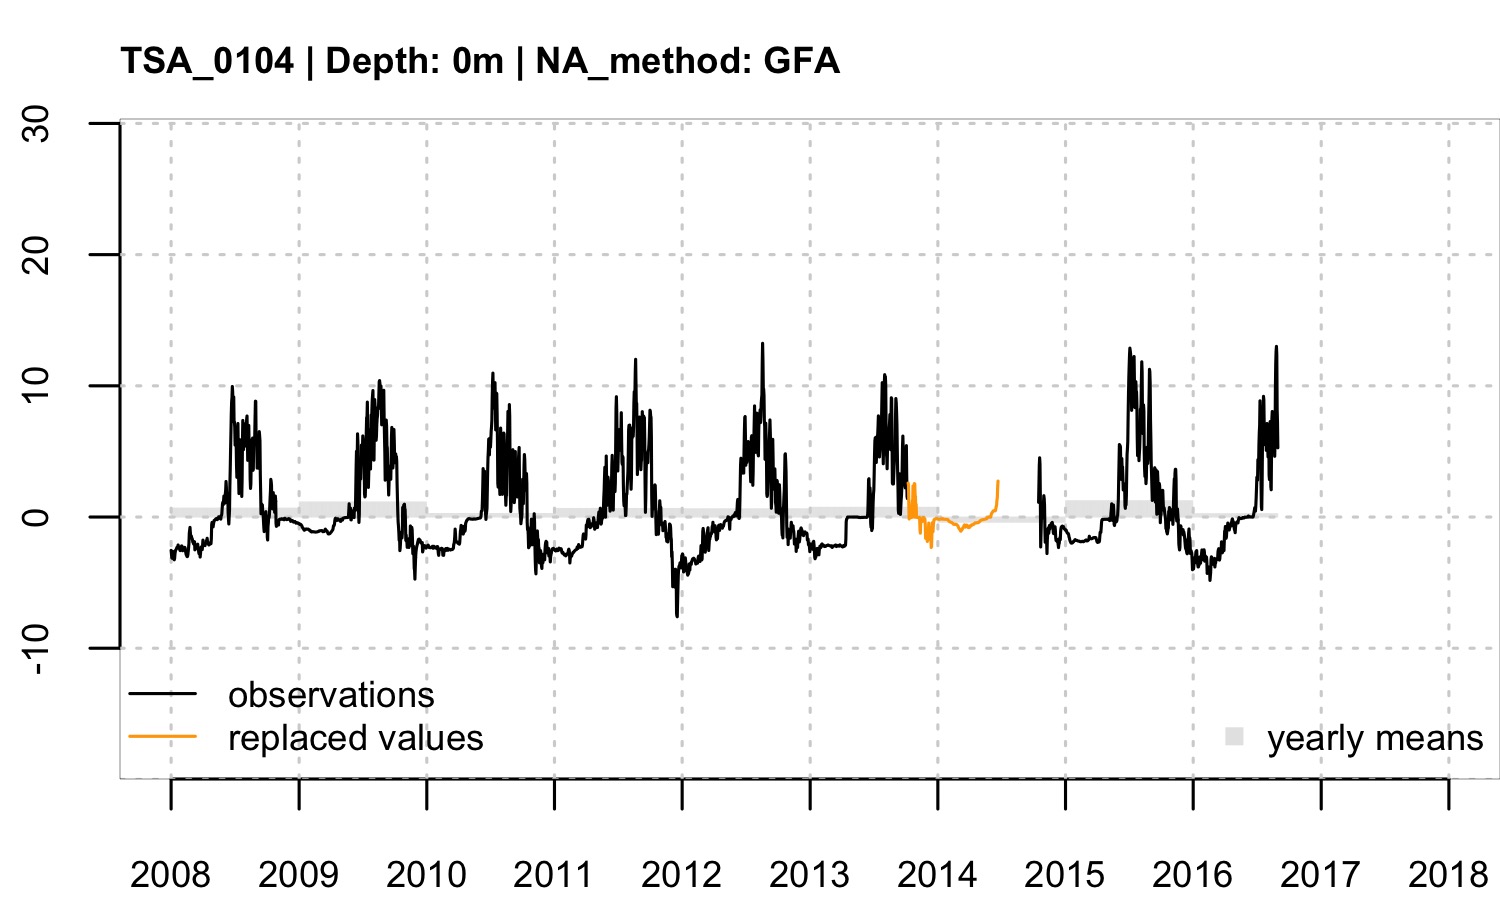 TSA_0104 | Depth: 0m | NA_method: GFA
30
20
10
0
-10
observations
replaced values
yearly means
2008 2009 2010 2011 2012 2013 2014 2015 2016 2017 2018